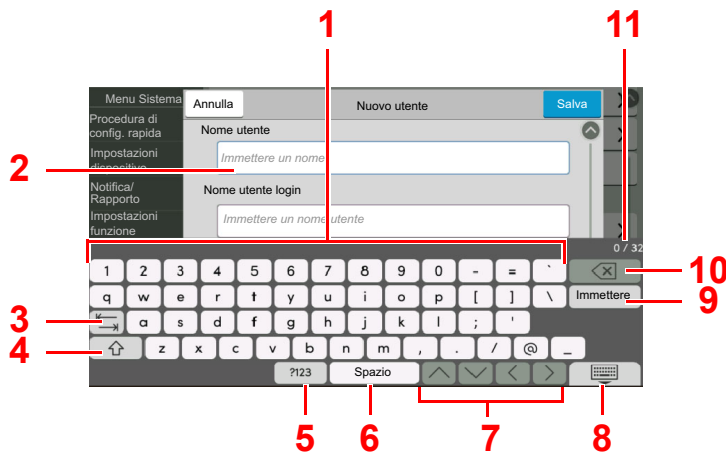 1 11
Menu Sistema Annulla Nuovo utente Salva
Procedura di
config. rapida
Nome utente
Impostazioni
dispositivo
2
Immettere un nome
Notifica/
Rapporto
Nome utente login
Impostazioni
funzione
Immettere un nome utente
0 / 32
1 2 3 4 5 6 7 8 9 0 - = `
10
q w e r t y u i o p [ ] \ Immettere
9
3
a s d f g h j k l ; '
4
z x c v b n m , . / @ _
?123 Spazio
5 6 7 8